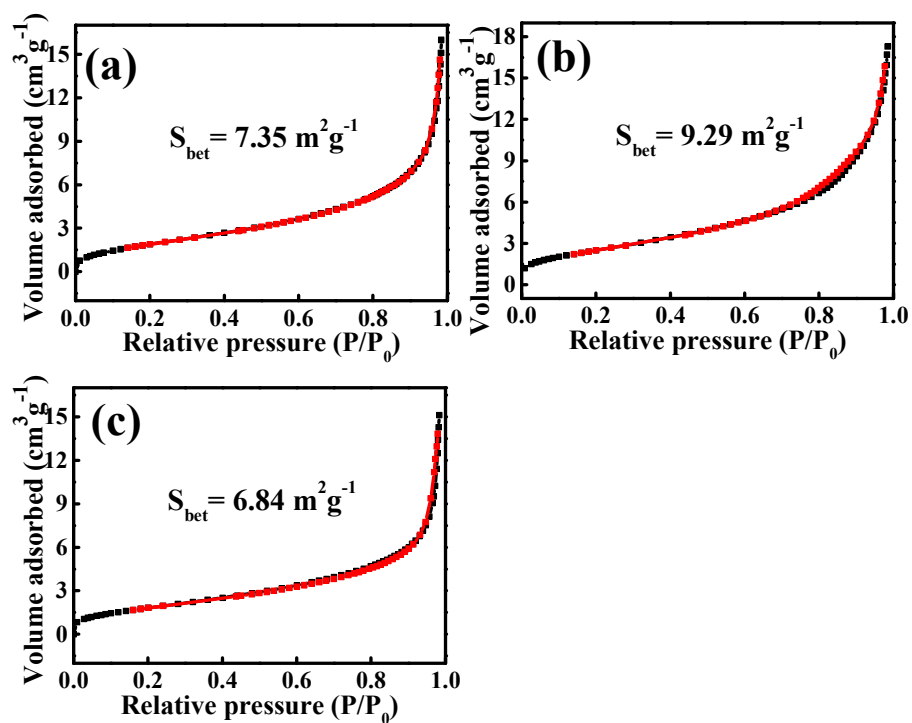 (a)
S_bet = 7.35 m²g⁻¹
Volume adsorbed (cm³g⁻¹)
15
12
9
6
3
0
0.0 0.2 0.4 0.6 0.8 1.0
Relative pressure (P/P₀)
(b)
S_bet = 9.29 m²g⁻¹
Volume adsorbed (cm³g⁻¹)
18
15
12
9
6
3
0
0.0 0.2 0.4 0.6 0.8 1.0
Relative pressure (P/P₀)
(c)
S_bet = 6.84 m²g⁻¹
Volume adsorbed (cm³g⁻¹)
15
12
9
6
3
0
0.0 0.2 0.4 0.6 0.8 1.0
Relative pressure (P/P₀)